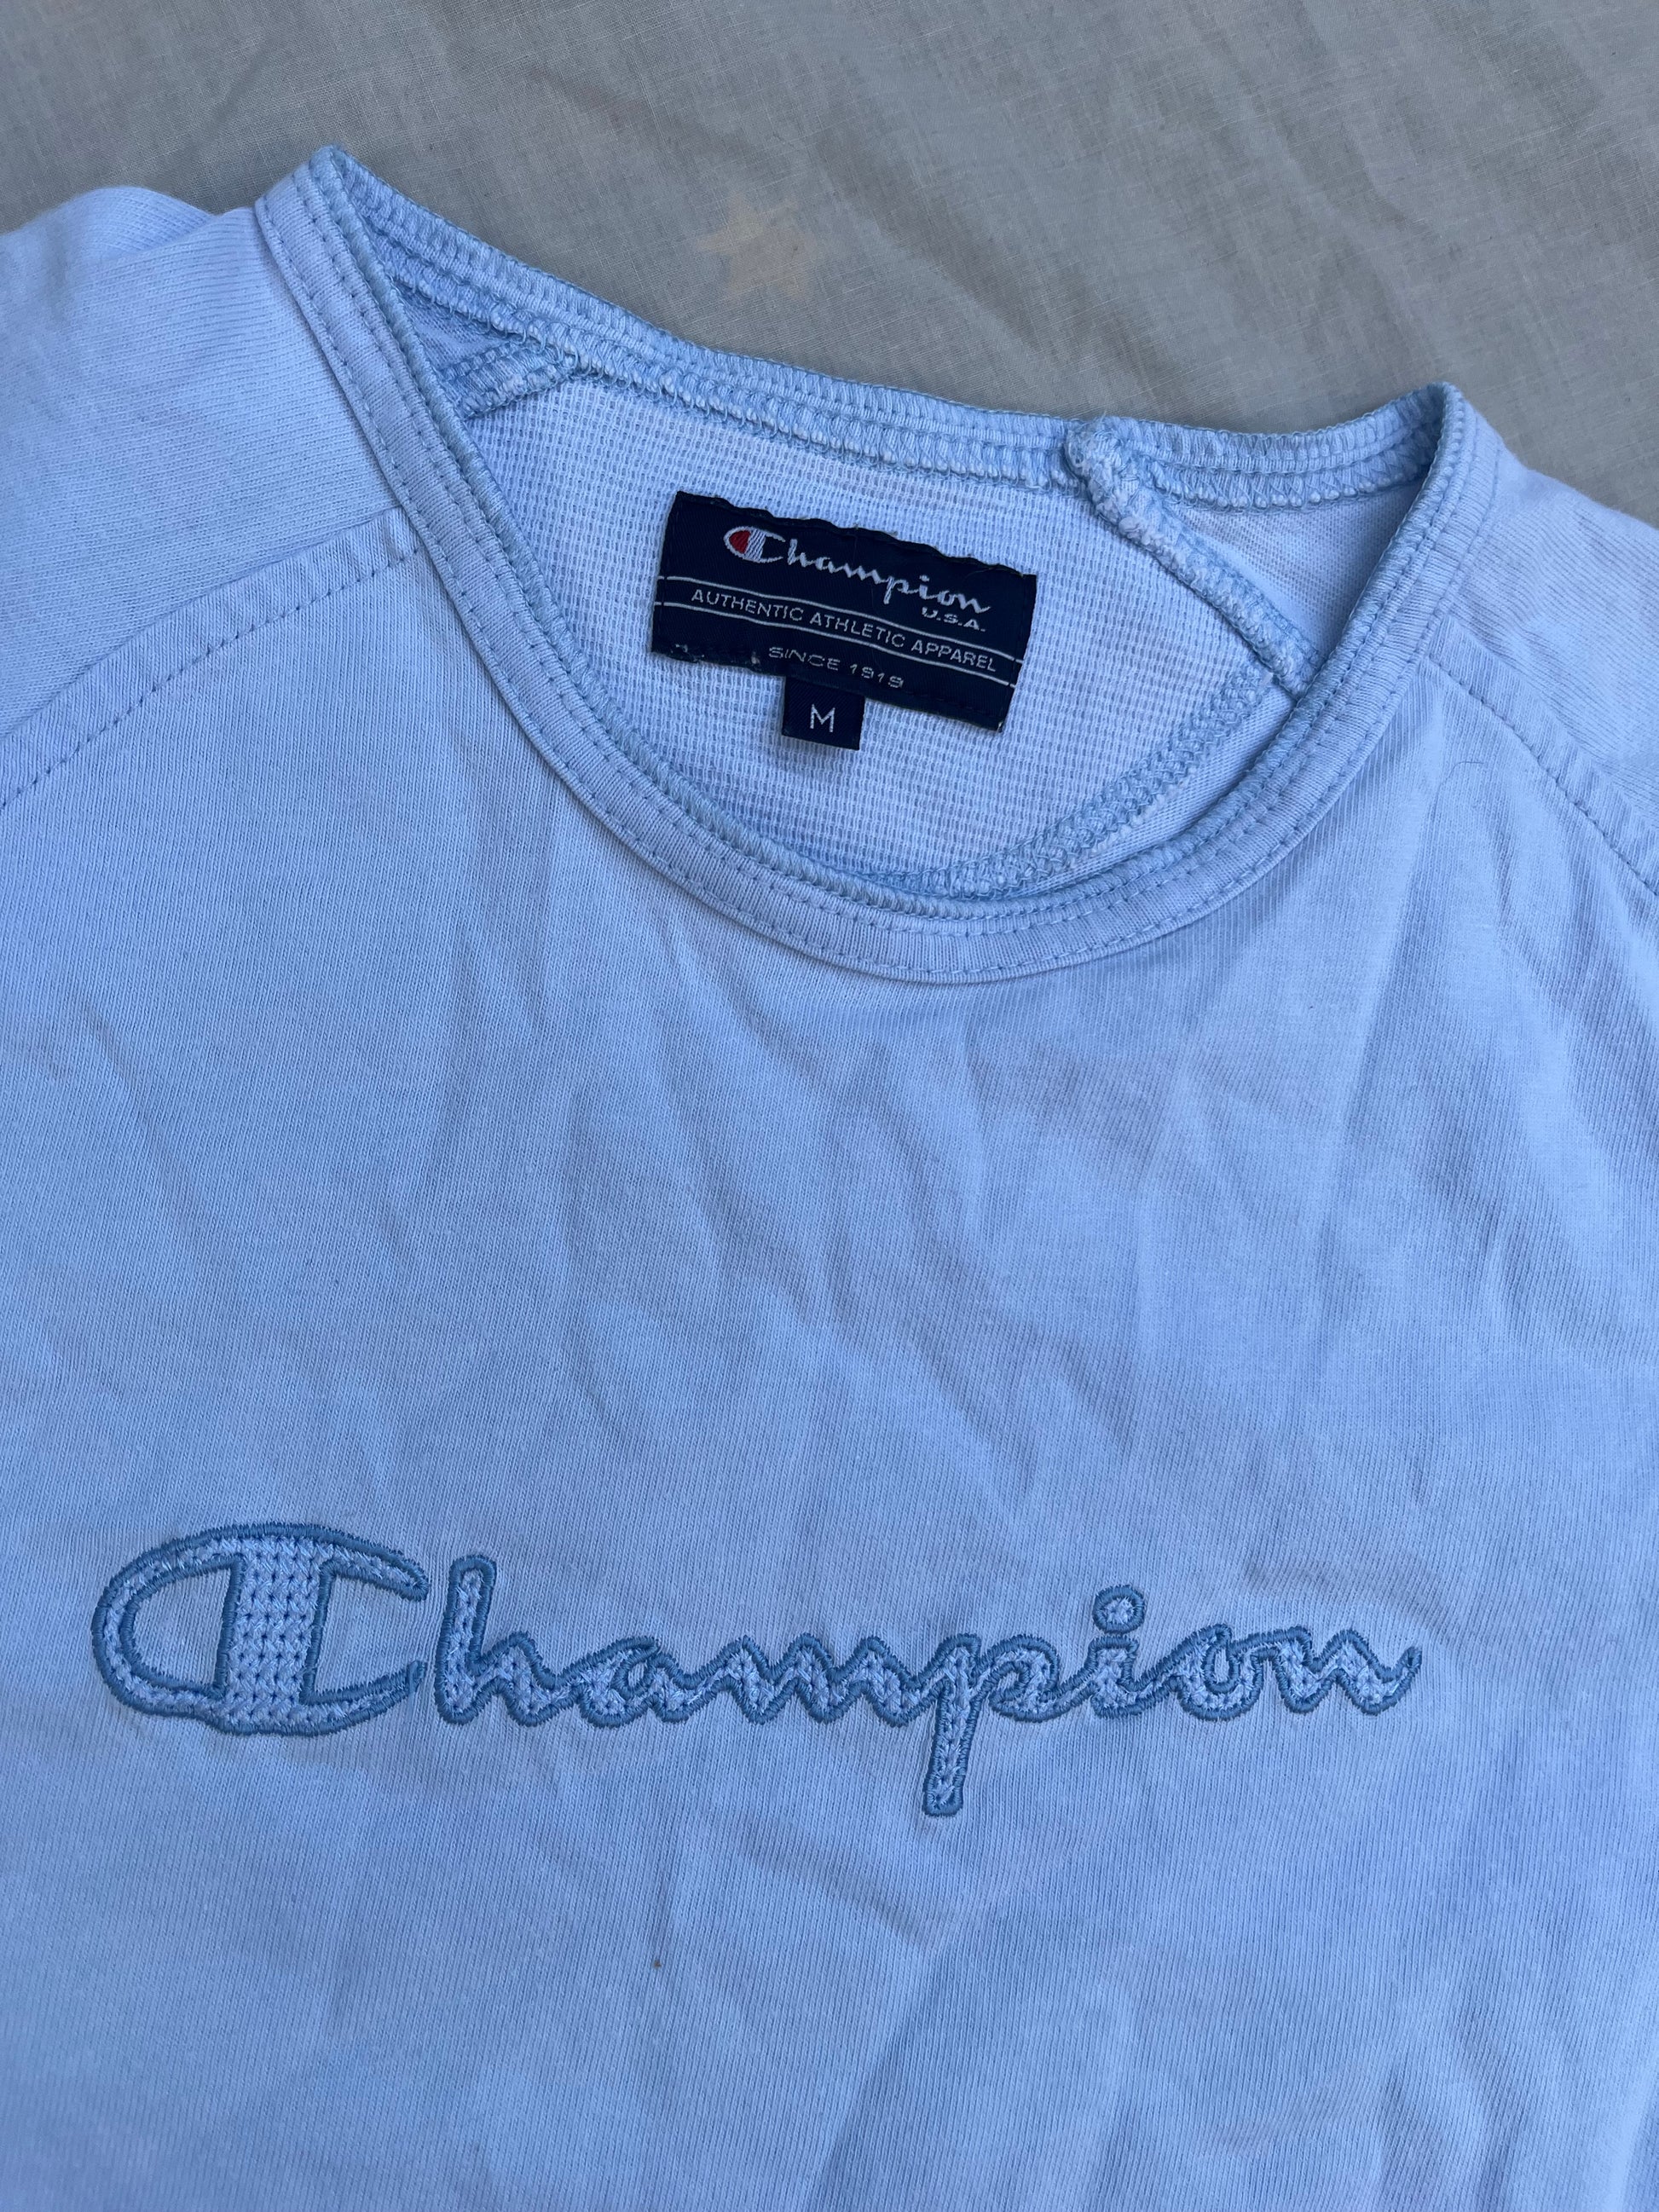 Champion
U.S.A.
AUTHENTIC ATHLETIC APPAREL
SINCE 1919
M
Champion